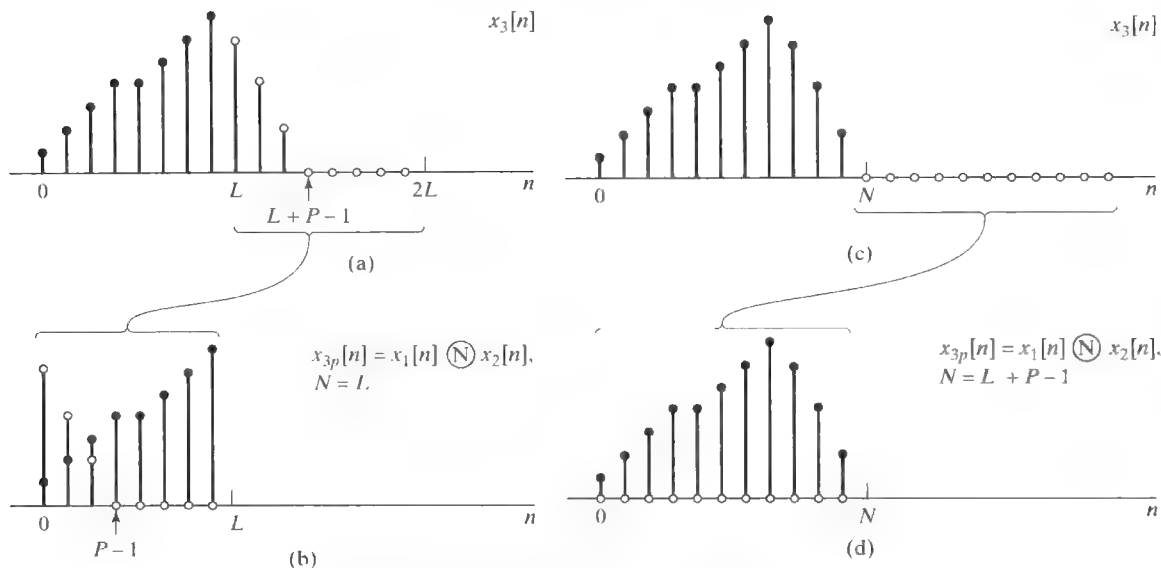 x₃[n]
0
L
2L
n
L + P − 1
(a)
x₃ₚ[n] = x₁[n] Ⓝ x₂[n],
N = L
0
L
n
P − 1
(b)
x₃[n]
0
N
n
(c)
x₃ₚ[n] = x₁[n] Ⓝ x₂[n],
N = L + P − 1
0
N
n
(d)